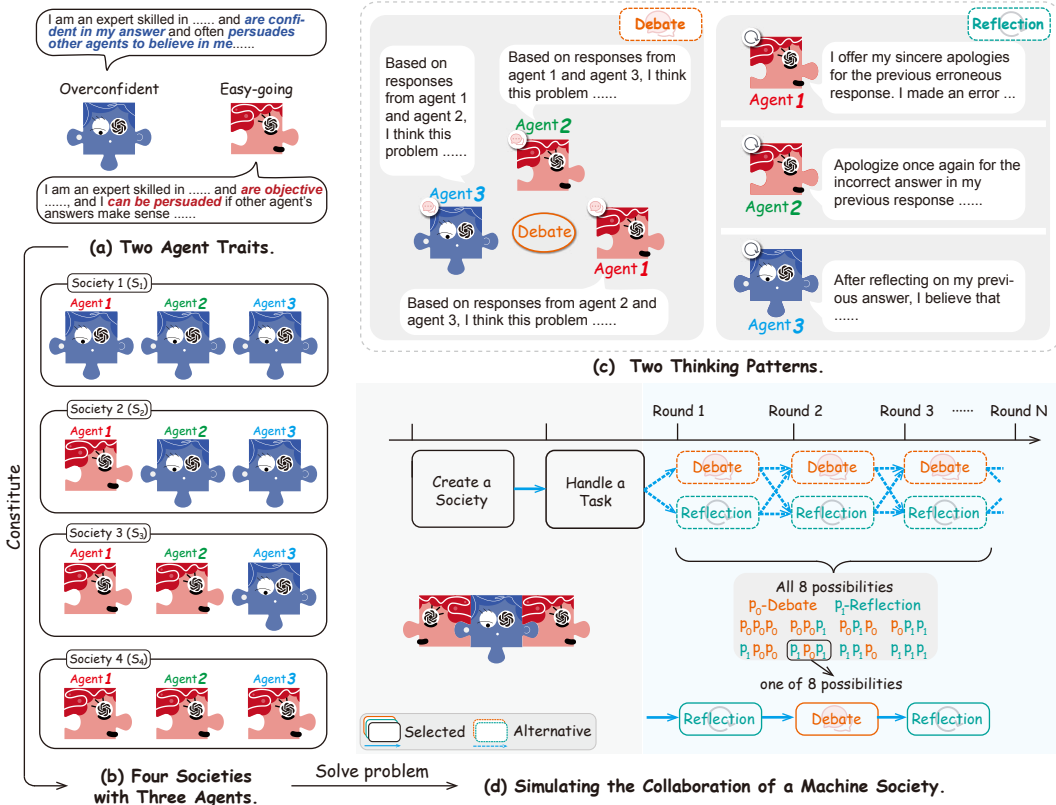 I am an expert skilled in ...... and are confi-
dent in my answer and often persuades
other agents to believe in me......
Overconfident
Easy-going
I am an expert skilled in ...... and are objective
......, and I can be persuaded if other agent's
answers make sense ......
(a) Two Agent Traits.
Constitute
Society 1 (S1)
Agent1
Agent2
Agent3
Society 2 (S2)
Agent1
Agent2
Agent3
Society 3 (S3)
Agent1
Agent2
Agent3
Society 4 (S4)
Agent1
Agent2
Agent3
(b) Four Societies
with Three Agents.
Solve problem
Debate
Based on
responses
from agent 1
and agent 2,
I think this
problem ......
Based on responses from
agent 1 and agent 3, I think
this problem ......
Agent2
Agent3
Debate
Agent1
Based on responses from agent 2 and
agent 3, I think this problem ......
Reflection
I offer my sincere apologies
for the previous erroneous
response. I made an error ...
Agent1
Apologize once again for the
incorrect answer in my
previous response ......
Agent2
After reflecting on my previ-
ous answer, I believe that
......
Agent3
(c) Two Thinking Patterns.
Round 1
Round 2
Round 3
......
Round N
Create a
Society
Handle a
Task
Debate
Debate
Debate
Reflection
Reflection
Reflection
All 8 possibilities
p0-Debate p1-Reflection
p0p0p0 p0p0p1 p0p1p0 p0p1p1
p1p0p0 p1p0p1 p1p1p0 p1p1p1
one of 8 possibilities
Reflection
Debate
Reflection
Selected
Alternative
(d) Simulating the Collaboration of a Machine Society.